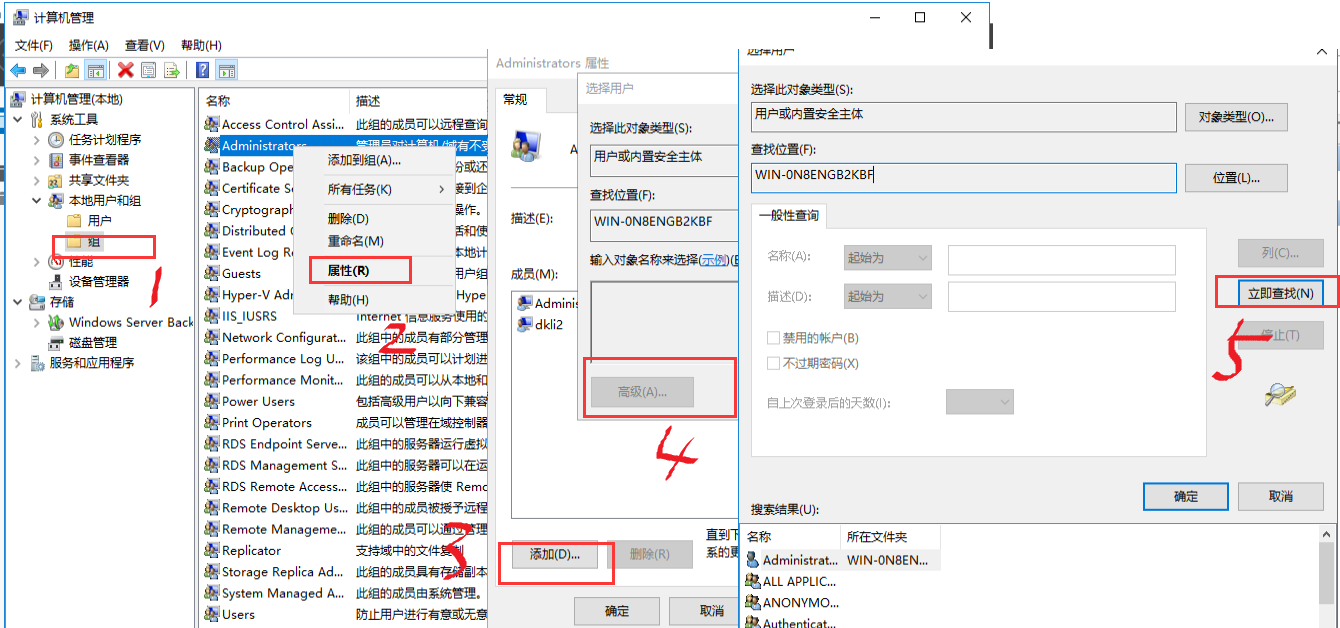 计算机管理
文件(F) 操作(A) 查看(V) 帮助(H)
计算机管理(本地)
系统工具
任务计划程序
事件查看器
共享文件夹
本地用户和组
用户
组
性能
设备管理器
存储
Windows Server Back
磁盘管理
服务和应用程序
1
名称 描述
Access Control Assi... 此组的成员可以远程查询
Administrators 管理员对计算机/域有不受
Backup Ope
Certificate Se 接到企
Cryptograph 操作。
Distributed 和使
Event Log Re 本地计
Guests 用户组
Hyper-V Adr Hyp
IIS_IUSRS Internet 信息服务使用的
Network Configurat... 此组中的成员有部分管理
Performance Log U... 该组中的成员可以计划进
Performance Monit... 此组的成员可以从本地和
Power Users 包括高级用户以向下兼容
Print Operators 成员可以管理在域控制器
RDS Endpoint Serve... 此组中的服务器运行虚拟
RDS Management S... 此组中的服务器可以在运
RDS Remote Access... 此组中的服务器使 Remo
Remote Desktop Us... 此组中的成员被授予远程
Remote Manageme... 此组的成员可以通过管理
Replicator 支持域中的文件复制
Storage Replica Ad... 此组的成员具有存储副本
System Managed A... 此组的成员由系统管理。
Users 防止用户进行有意或无意
添加到组(A)...
所有任务(K)
删除(D)
重命名(M)
属性(R)
帮助(H)
2
Administrators 属性
常规
A
描述(E):
成员(M):
Adminis
dkli2
添加(D)... 删除(R)
直到下
系的更
确定 取消
3
选择用户
选择此对象类型(S):
用户或内置安全主体
查找位置(F):
WIN-0N8ENGB2KBF
输入对象名称来选择(示例)(E
高级(A)...
4
选择用户
选择此对象类型(S):
用户或内置安全主体 对象类型(O)...
查找位置(F):
WIN-0N8ENGB2KBF 位置(L)...
一般性查询
名称(A): 起始为
描述(D): 起始为
禁用的帐户(B)
不过期密码(X)
自上次登录后的天数(I):
列(C)...
立即查找(N)
停止(T)
5
确定 取消
搜索结果(U):
名称 所在文件夹
Administrat... WIN-0N8EN...
ALL APPLIC...
ANONYMO...
Authenticat...